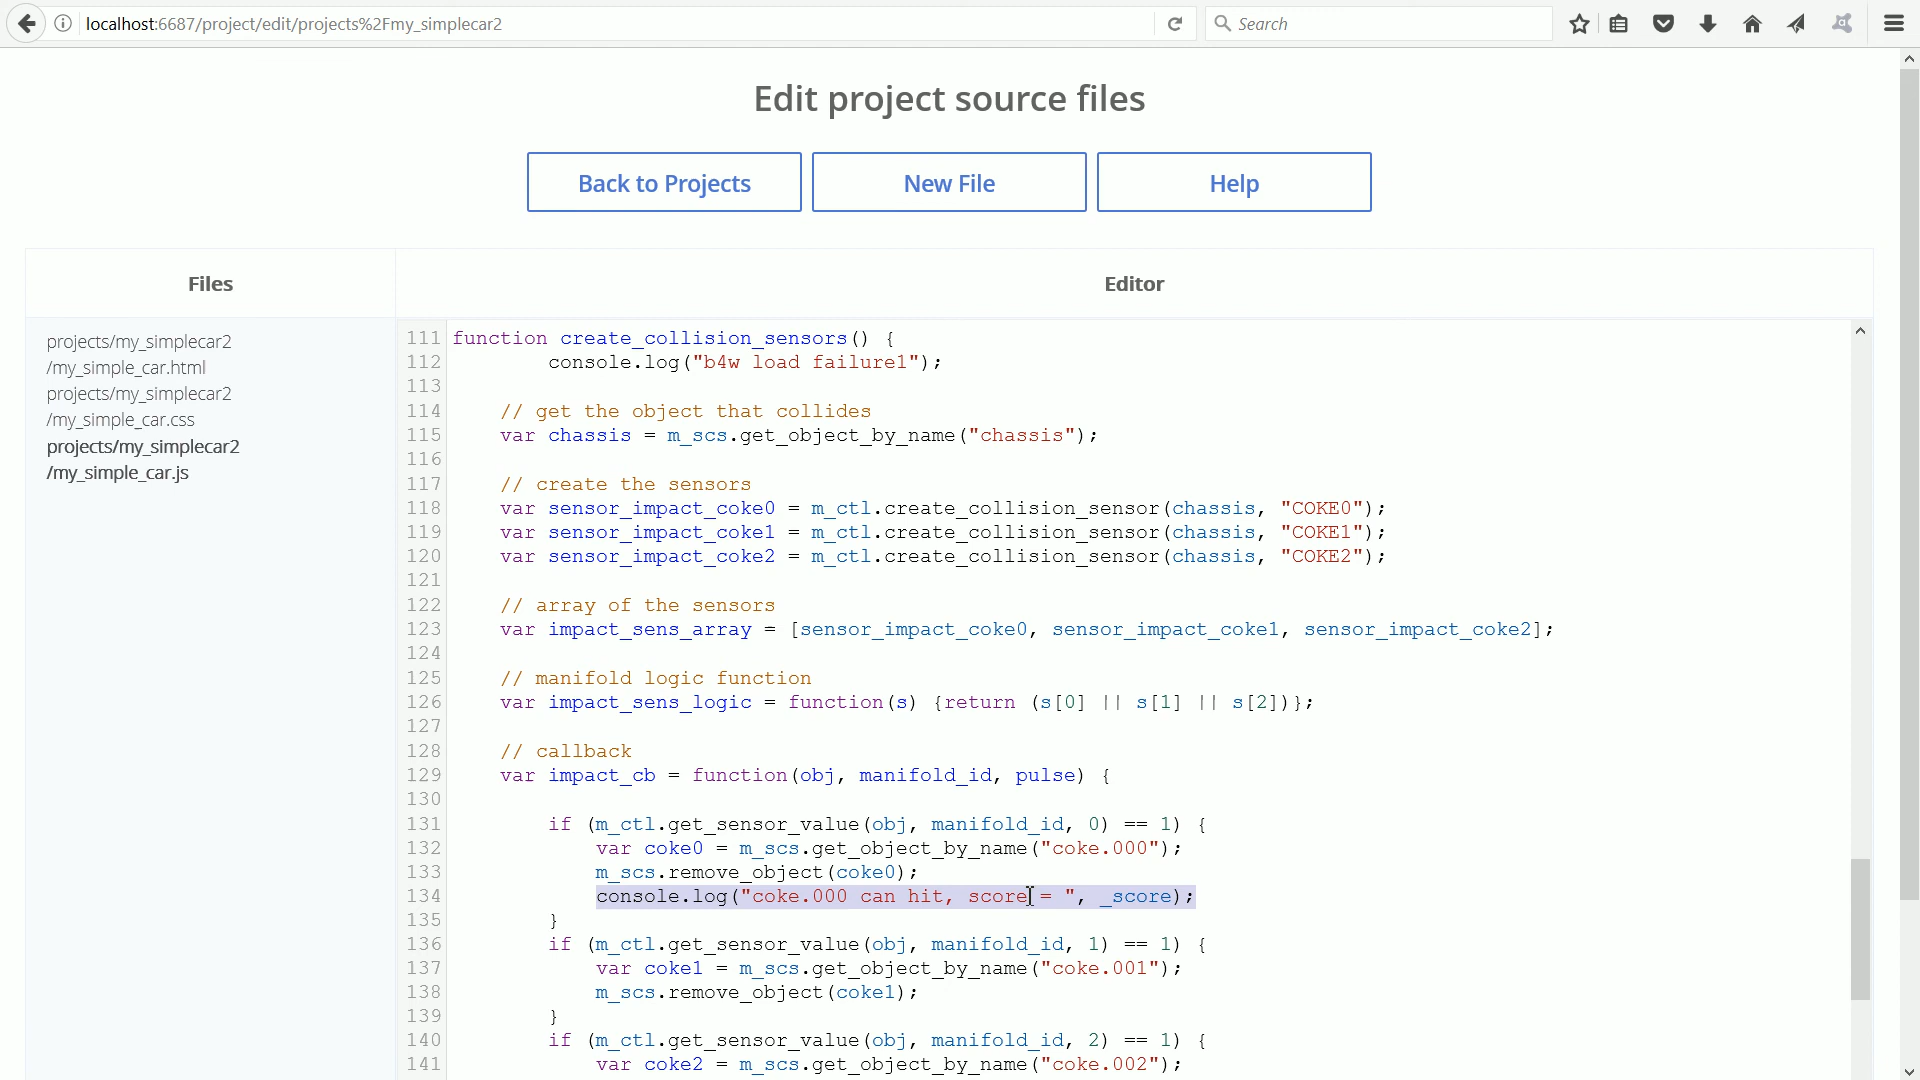 localhost:6687/project/edit/projects%2Fmy_simplecar2
Search
Edit project source files
Back to Projects
New File
Help
Files
Editor
projects/my_simplecar2
/my_simple_car.html
projects/my_simplecar2
/my_simple_car.css
projects/my_simplecar2
/my_simple_car.js
111 function create_collision_sensors() {
112         console.log("b4w load failure1");
113
114     // get the object that collides
115     var chassis = m_scs.get_object_by_name("chassis");
116
117     // create the sensors
118     var sensor_impact_coke0 = m_ctl.create_collision_sensor(chassis, "COKE0");
119     var sensor_impact_coke1 = m_ctl.create_collision_sensor(chassis, "COKE1");
120     var sensor_impact_coke2 = m_ctl.create_collision_sensor(chassis, "COKE2");
121
122     // array of the sensors
123     var impact_sens_array = [sensor_impact_coke0, sensor_impact_coke1, sensor_impact_coke2];
124
125     // manifold logic function
126     var impact_sens_logic = function(s) {return (s[0] || s[1] || s[2])};
127
128     // callback
129     var impact_cb = function(obj, manifold_id, pulse) {
130
131         if (m_ctl.get_sensor_value(obj, manifold_id, 0) == 1) {
132             var coke0 = m_scs.get_object_by_name("coke.000");
133             m_scs.remove_object(coke0);
134             console.log("coke.000 can hit, score = ", _score);
135         }
136         if (m_ctl.get_sensor_value(obj, manifold_id, 1) == 1) {
137             var coke1 = m_scs.get_object_by_name("coke.001");
138             m_scs.remove_object(coke1);
139         }
140         if (m_ctl.get_sensor_value(obj, manifold_id, 2) == 1) {
141             var coke2 = m_scs.get_object_by_name("coke.002");